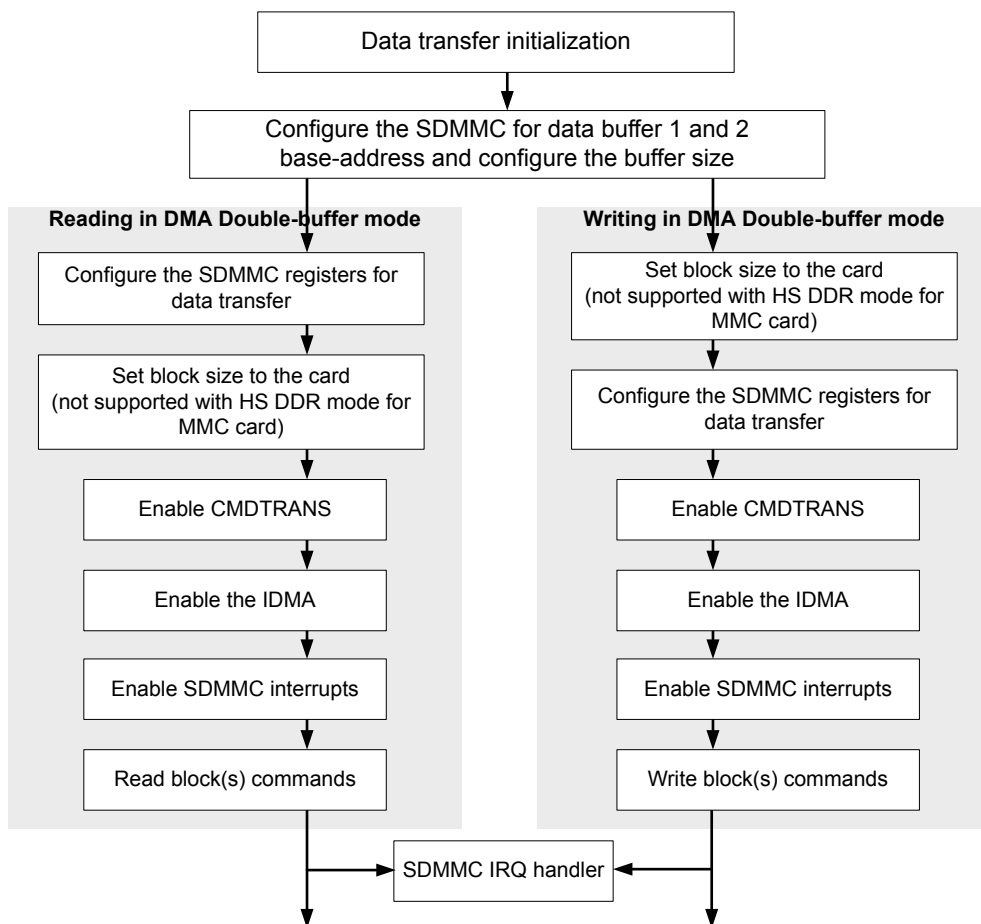 Data transfer initialization
Configure the SDMMC for data buffer 1 and 2
base-address and configure the buffer size
Reading in DMA Double-buffer mode
Configure the SDMMC registers for
data transfer
Set block size to the card
(not supported with HS DDR mode for
MMC card)
Enable CMDTRANS
Enable the IDMA
Enable SDMMC interrupts
Read block(s) commands
Writing in DMA Double-buffer mode
Set block size to the card
(not supported with HS DDR mode for
MMC card)
Configure the SDMMC registers for
data transfer
Enable CMDTRANS
Enable the IDMA
Enable SDMMC interrupts
Write block(s) commands
SDMMC IRQ handler